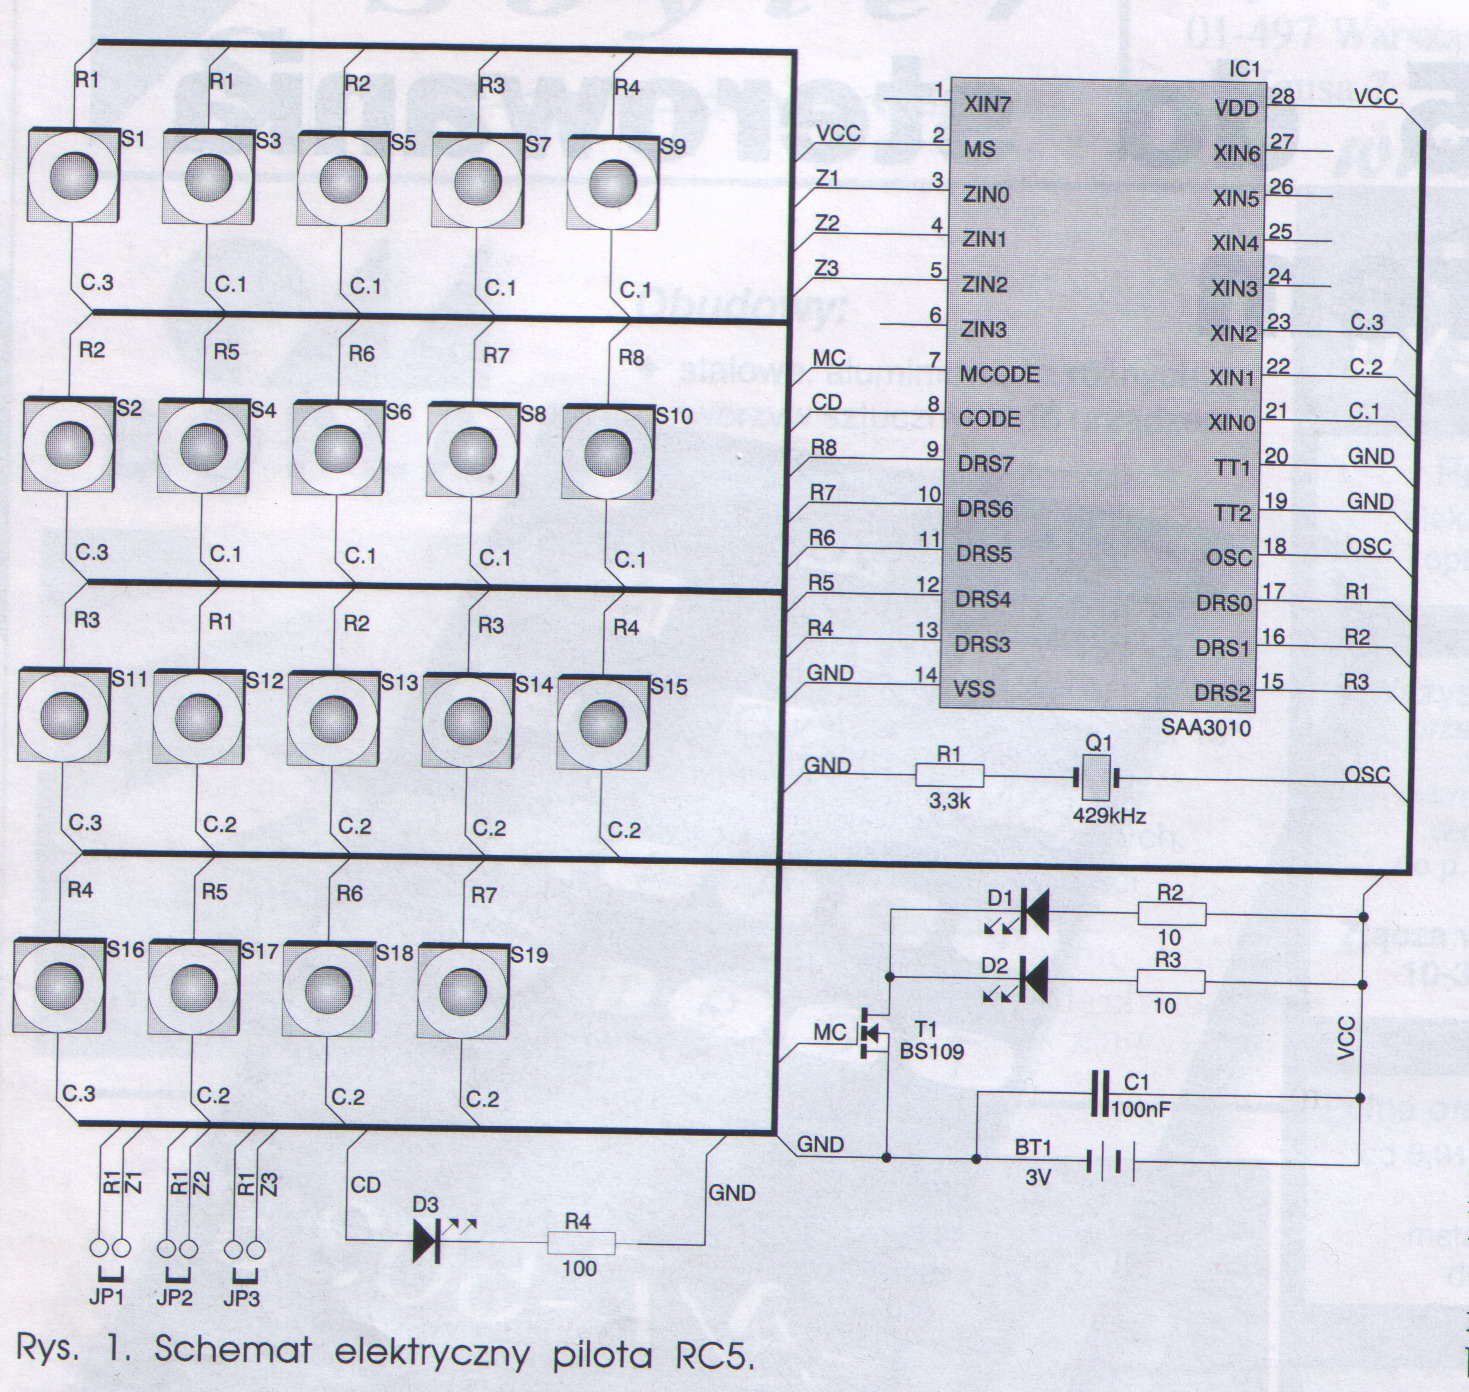 R1 R1 R2 R3 R4
S1 S3 S5 S7 S9
C.3 C.1 C.1 C.1 C.1
R2 R5 R6 R7 R8
S2 S4 S6 S8 S10
C.3 C.1 C.1 C.1 C.1
R3 R1 R2 R3 R4
S11 S12 S13 S14 S15
C.3 C.2 C.2 C.2 C.2
R4 R5 R6 R7
S16 S17 S18 S19
C.3 C.2 C.2 C.2
R1 Z1 R1 Z2 R1 Z3
JP1 JP2 JP3
CD D3 R4 GND
100
IC1
1 XIN7 VDD 28 VCC
VCC 2 MS XIN6 27
Z1 3 ZIN0 XIN5 26
Z2 4 ZIN1 XIN4 25
Z3 5 ZIN2 XIN3 24
6 ZIN3 XIN2 23 C.3
MC 7 MCODE XIN1 22 C.2
CD 8 CODE XIN0 21 C.1
R8 9 DRS7 TT1 20 GND
R7 10 DRS6 TT2 19 GND
R6 11 DRS5 OSC 18 OSC
R5 12 DRS4 DRS0 17 R1
R4 13 DRS3 DRS1 16 R2
GND 14 VSS DRS2 15 R3
SAA3010
GND R1 Q1 OSC
3,3k 429kHz
D1 R2
10
D2 R3
10
MC T1 VCC
BS109
C1
100nF
GND BT1
3V
Rys. 1. Schemat elektryczny pilota RC5.